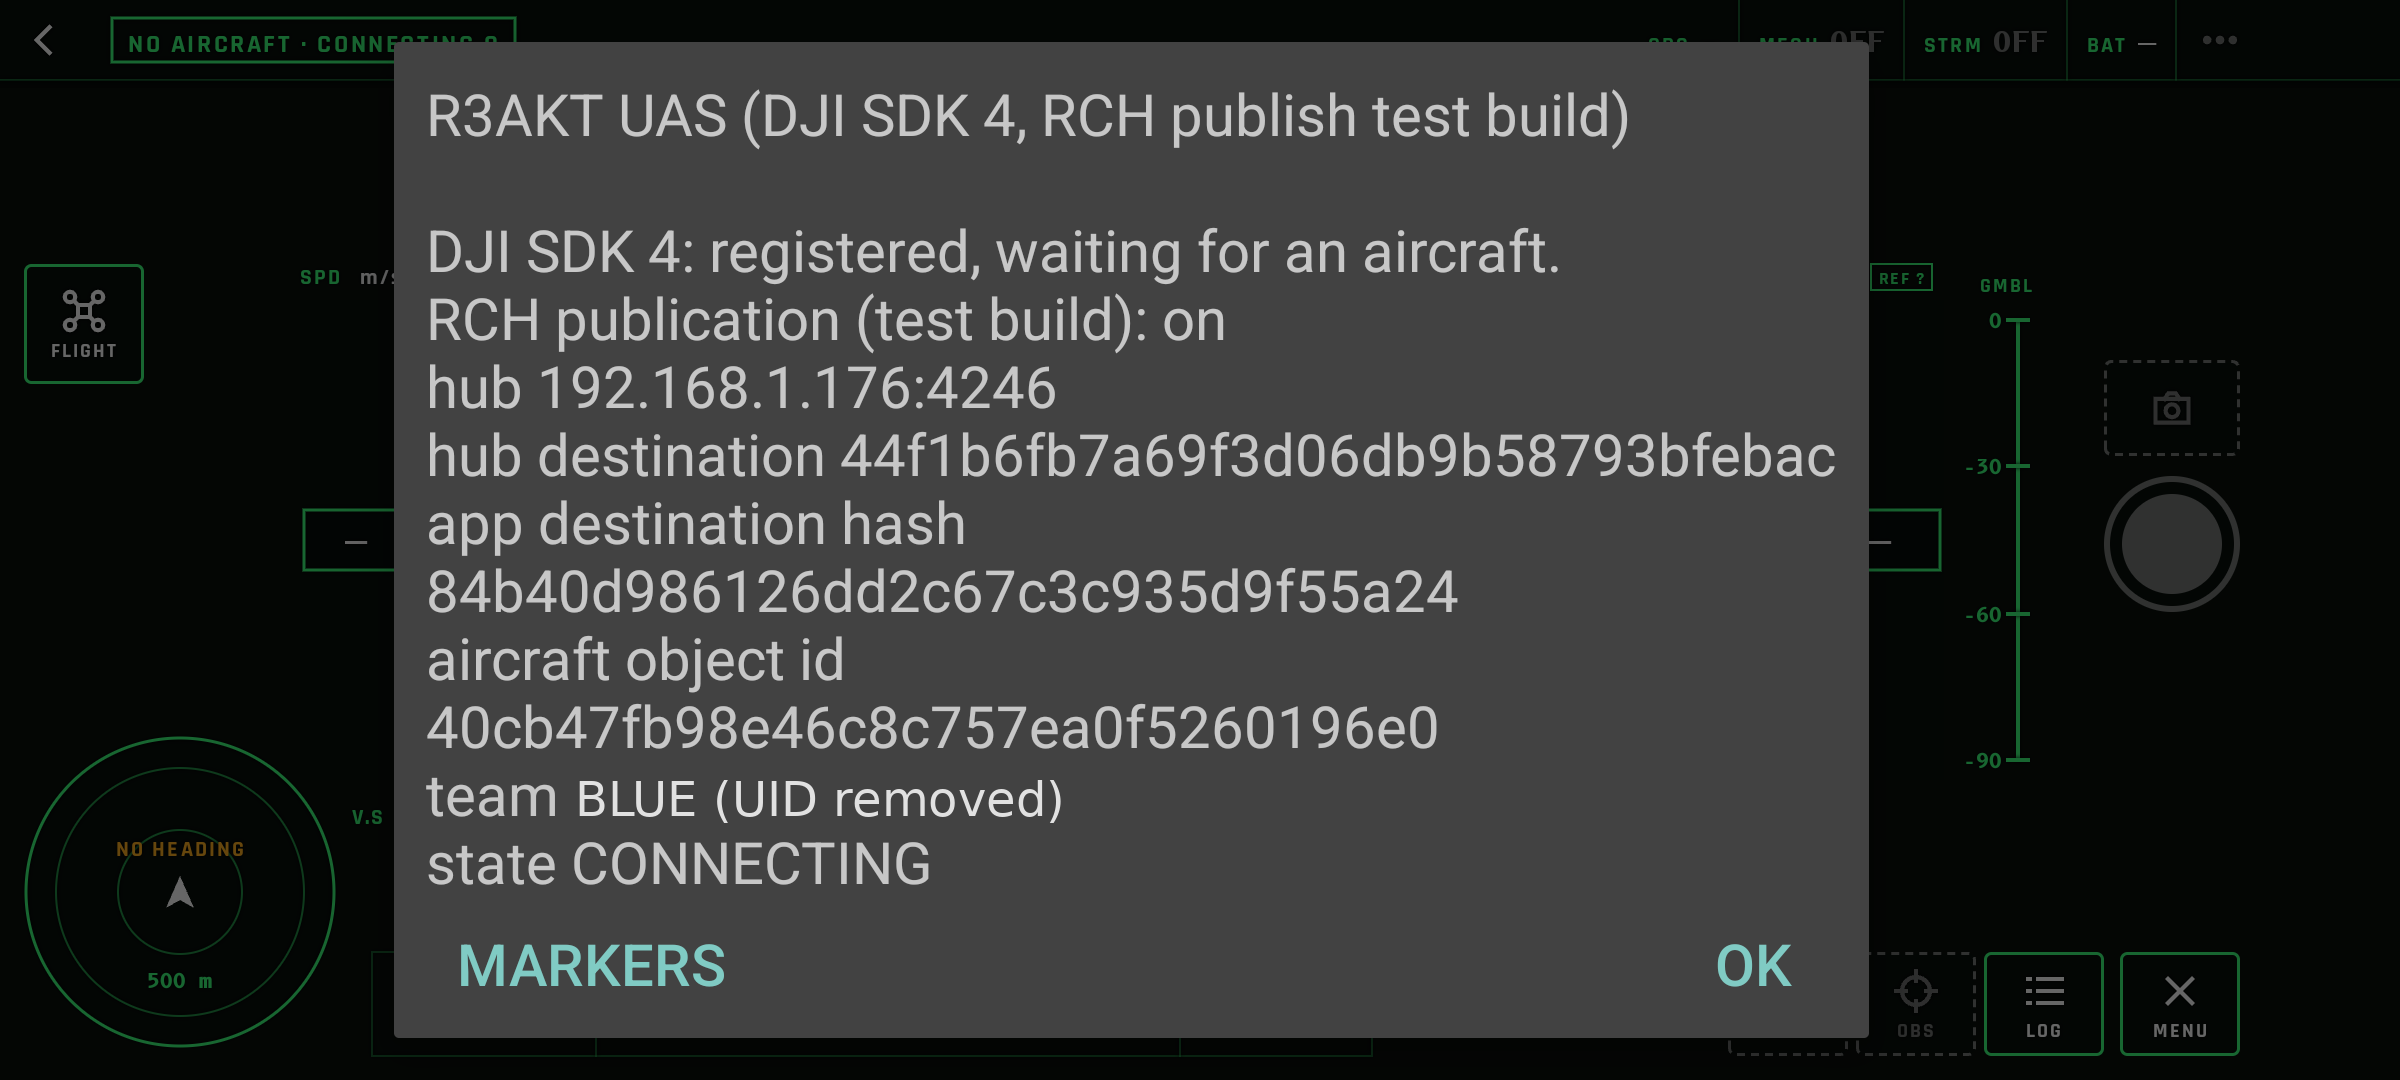 NO AIRCRAFT · CONNECTING
OFF
STRM OFF
BAT —
R3AKT UAS (DJI SDK 4, RCH publish test build)
DJI SDK 4: registered, waiting for an aircraft.
RCH publication (test build): on
hub 192.168.1.176:4246
hub destination 44f1b6fb7a69f3d06db9b58793bfebac
app destination hash
84b40d986126dd2c67c3c935d9f55a24
aircraft object id
40cb47fb98e46c8c757ea0f5260196e0
team BLUE (UID removed)
state CONNECTING
MARKERS
OK
FLIGHT
SPD m/s
—
NO HEADING
500 m
V.S
REF ?
GMBL
0
-30
-60
-90
—
OBS
LOG
MENU